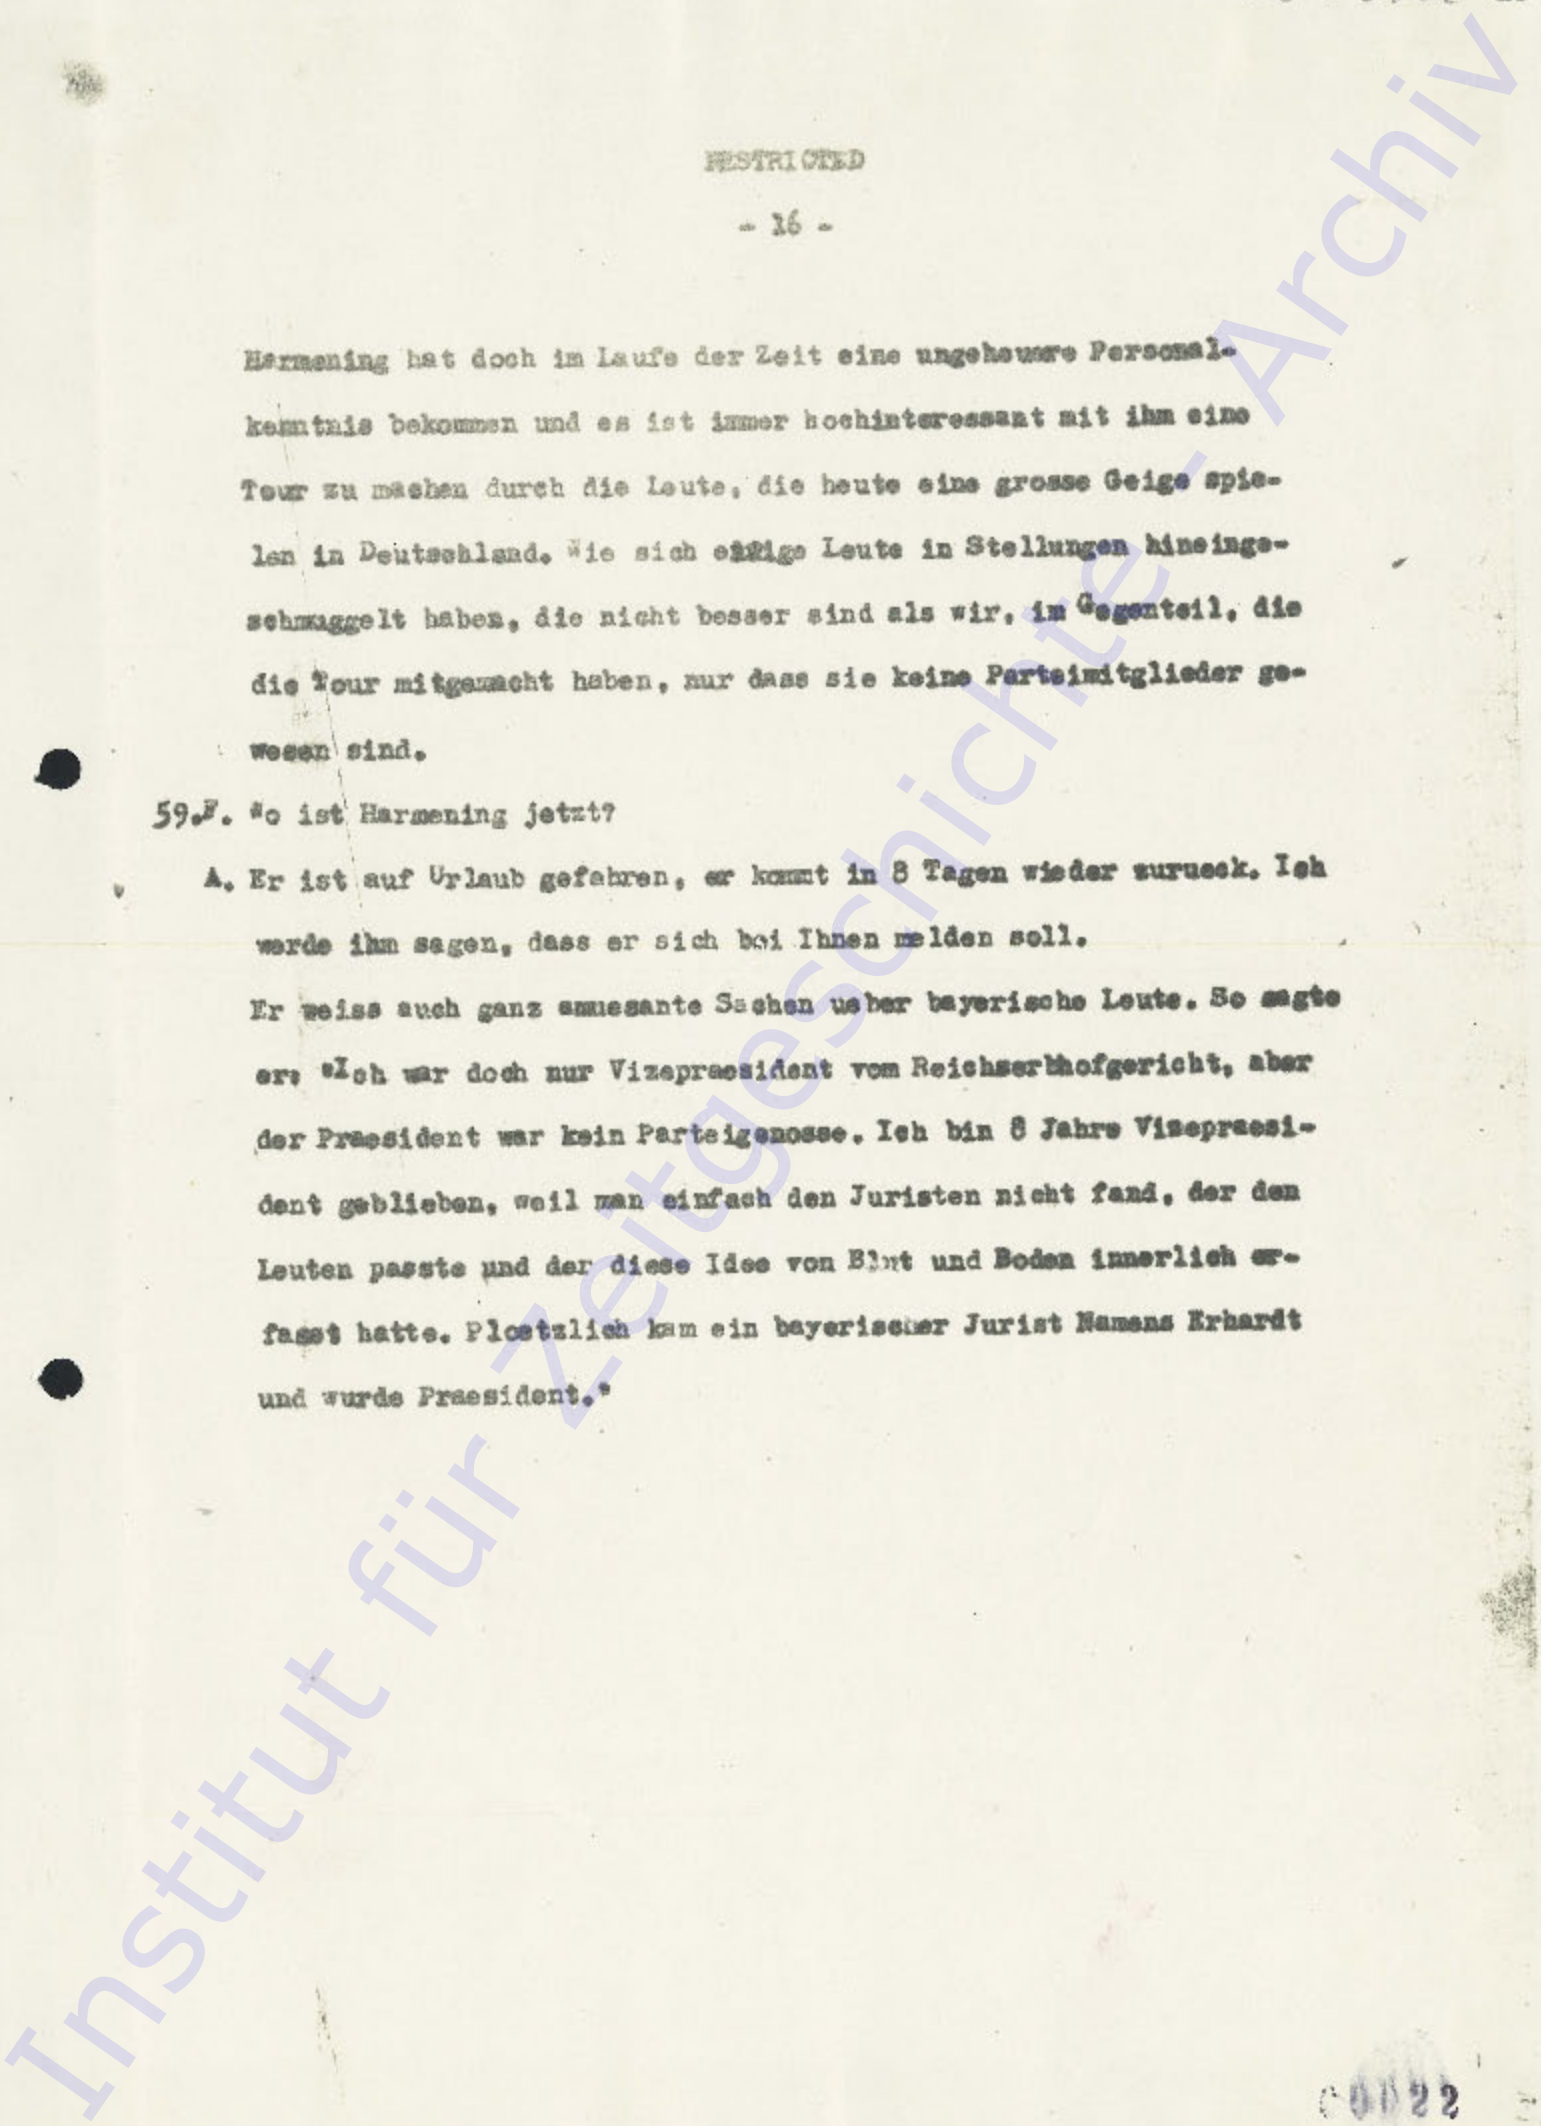 RESTRICTED
- 16 -
Harmening hat doch im Laufe der Zeit eine ungeheuere Personal-
kenntnis bekommen und es ist immer hochinteressant mit ihm eine
Tour zu machen durch die Leute, die heute eine grosse Geige spie-
len in Deutschland. Wie sich einige Leute in Stellungen hineinge-
schmuggelt haben, die nicht besser sind als wir, im Gegenteil, die
die Tour mitgemacht haben, nur dass sie keine Parteimitglieder ge-
wesen sind.
59.F. Wo ist Harmening jetzt?
A. Er ist auf Urlaub gefahren, er kommt in 8 Tagen wieder zurueck. Ich
werde ihm sagen, dass er sich bei Ihnen melden soll.
Er weiss auch ganz amuesante Sachen ueber bayerische Leute. So sagte
er: "Ich war doch nur Vizepraesident vom Reichserbhofgericht, aber
der Praesident war kein Parteigenosse. Ich bin 8 Jahre Vizepraesi-
dent geblieben, weil man einfach den Juristen nicht fand, der den
Leuten passte und der diese Idee von Blut und Boden innerlich er-
fasst hatte. Ploetzlich kam ein bayerischer Jurist Namens Erhardt
und wurde Praesident."
00022
Institut für Zeitgeschichte - Archiv